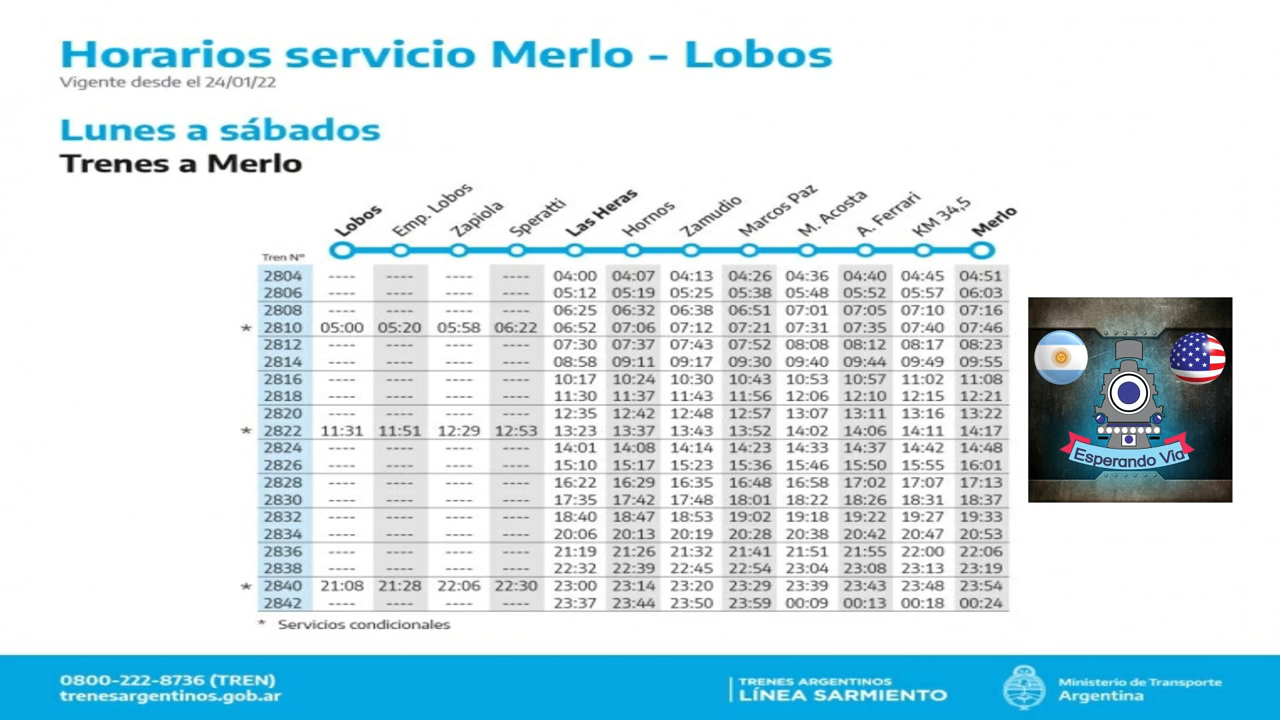 Horarios servicio Merlo - Lobos
Vigente desde el 24/01/22
Lunes a sábados
Trenes a Merlo
Tren Nº Lobos Emp. Lobos Zapiola Speratti Las Heras Hornos Zamudio Marcos Paz M. Acosta A. Ferrari KM 34,5 Merlo
2804 ---- ---- ---- ---- 04:00 04:07 04:13 04:26 04:36 04:40 04:45 04:51
2806 ---- ---- ---- ---- 05:12 05:19 05:25 05:38 05:48 05:52 05:57 06:03
2808 ---- ---- ---- ---- 06:25 06:32 06:38 06:51 07:01 07:05 07:10 07:16
* 2810 05:00 05:20 05:58 06:22 06:52 07:06 07:12 07:21 07:31 07:35 07:40 07:46
2812 ---- ---- ---- ---- 07:30 07:37 07:43 07:52 08:08 08:12 08:17 08:23
2814 ---- ---- ---- ---- 08:58 09:11 09:17 09:30 09:40 09:44 09:49 09:55
2816 ---- ---- ---- ---- 10:17 10:24 10:30 10:43 10:53 10:57 11:02 11:08
2818 ---- ---- ---- ---- 11:30 11:37 11:43 11:56 12:06 12:10 12:15 12:21
2820 ---- ---- ---- ---- 12:35 12:42 12:48 12:57 13:07 13:11 13:16 13:22
* 2822 11:31 11:51 12:29 12:53 13:23 13:37 13:43 13:52 14:02 14:06 14:11 14:17
2824 ---- ---- ---- ---- 14:01 14:08 14:14 14:23 14:33 14:37 14:42 14:48
2826 ---- ---- ---- ---- 15:10 15:17 15:23 15:36 15:46 15:50 15:55 16:01
2828 ---- ---- ---- ---- 16:22 16:29 16:35 16:48 16:58 17:02 17:07 17:13
2830 ---- ---- ---- ---- 17:35 17:42 17:48 18:01 18:22 18:26 18:31 18:37
2832 ---- ---- ---- ---- 18:40 18:47 18:53 19:02 19:18 19:22 19:27 19:33
2834 ---- ---- ---- ---- 20:06 20:13 20:19 20:28 20:38 20:42 20:47 20:53
2836 ---- ---- ---- ---- 21:19 21:26 21:32 21:41 21:51 21:55 22:00 22:06
2838 ---- ---- ---- ---- 22:32 22:39 22:45 22:54 23:04 23:08 23:13 23:19
* 2840 21:08 21:28 22:06 22:30 23:00 23:14 23:20 23:29 23:39 23:43 23:48 23:54
2842 ---- ---- ---- ---- 23:37 23:44 23:50 23:59 00:09 00:13 00:18 00:24
* Servicios condicionales
Esperando Via
0800-222-8736 (TREN)
trenesargentinos.gob.ar
TRENES ARGENTINOS
LÍNEA SARMIENTO
Ministerio de Transporte
Argentina